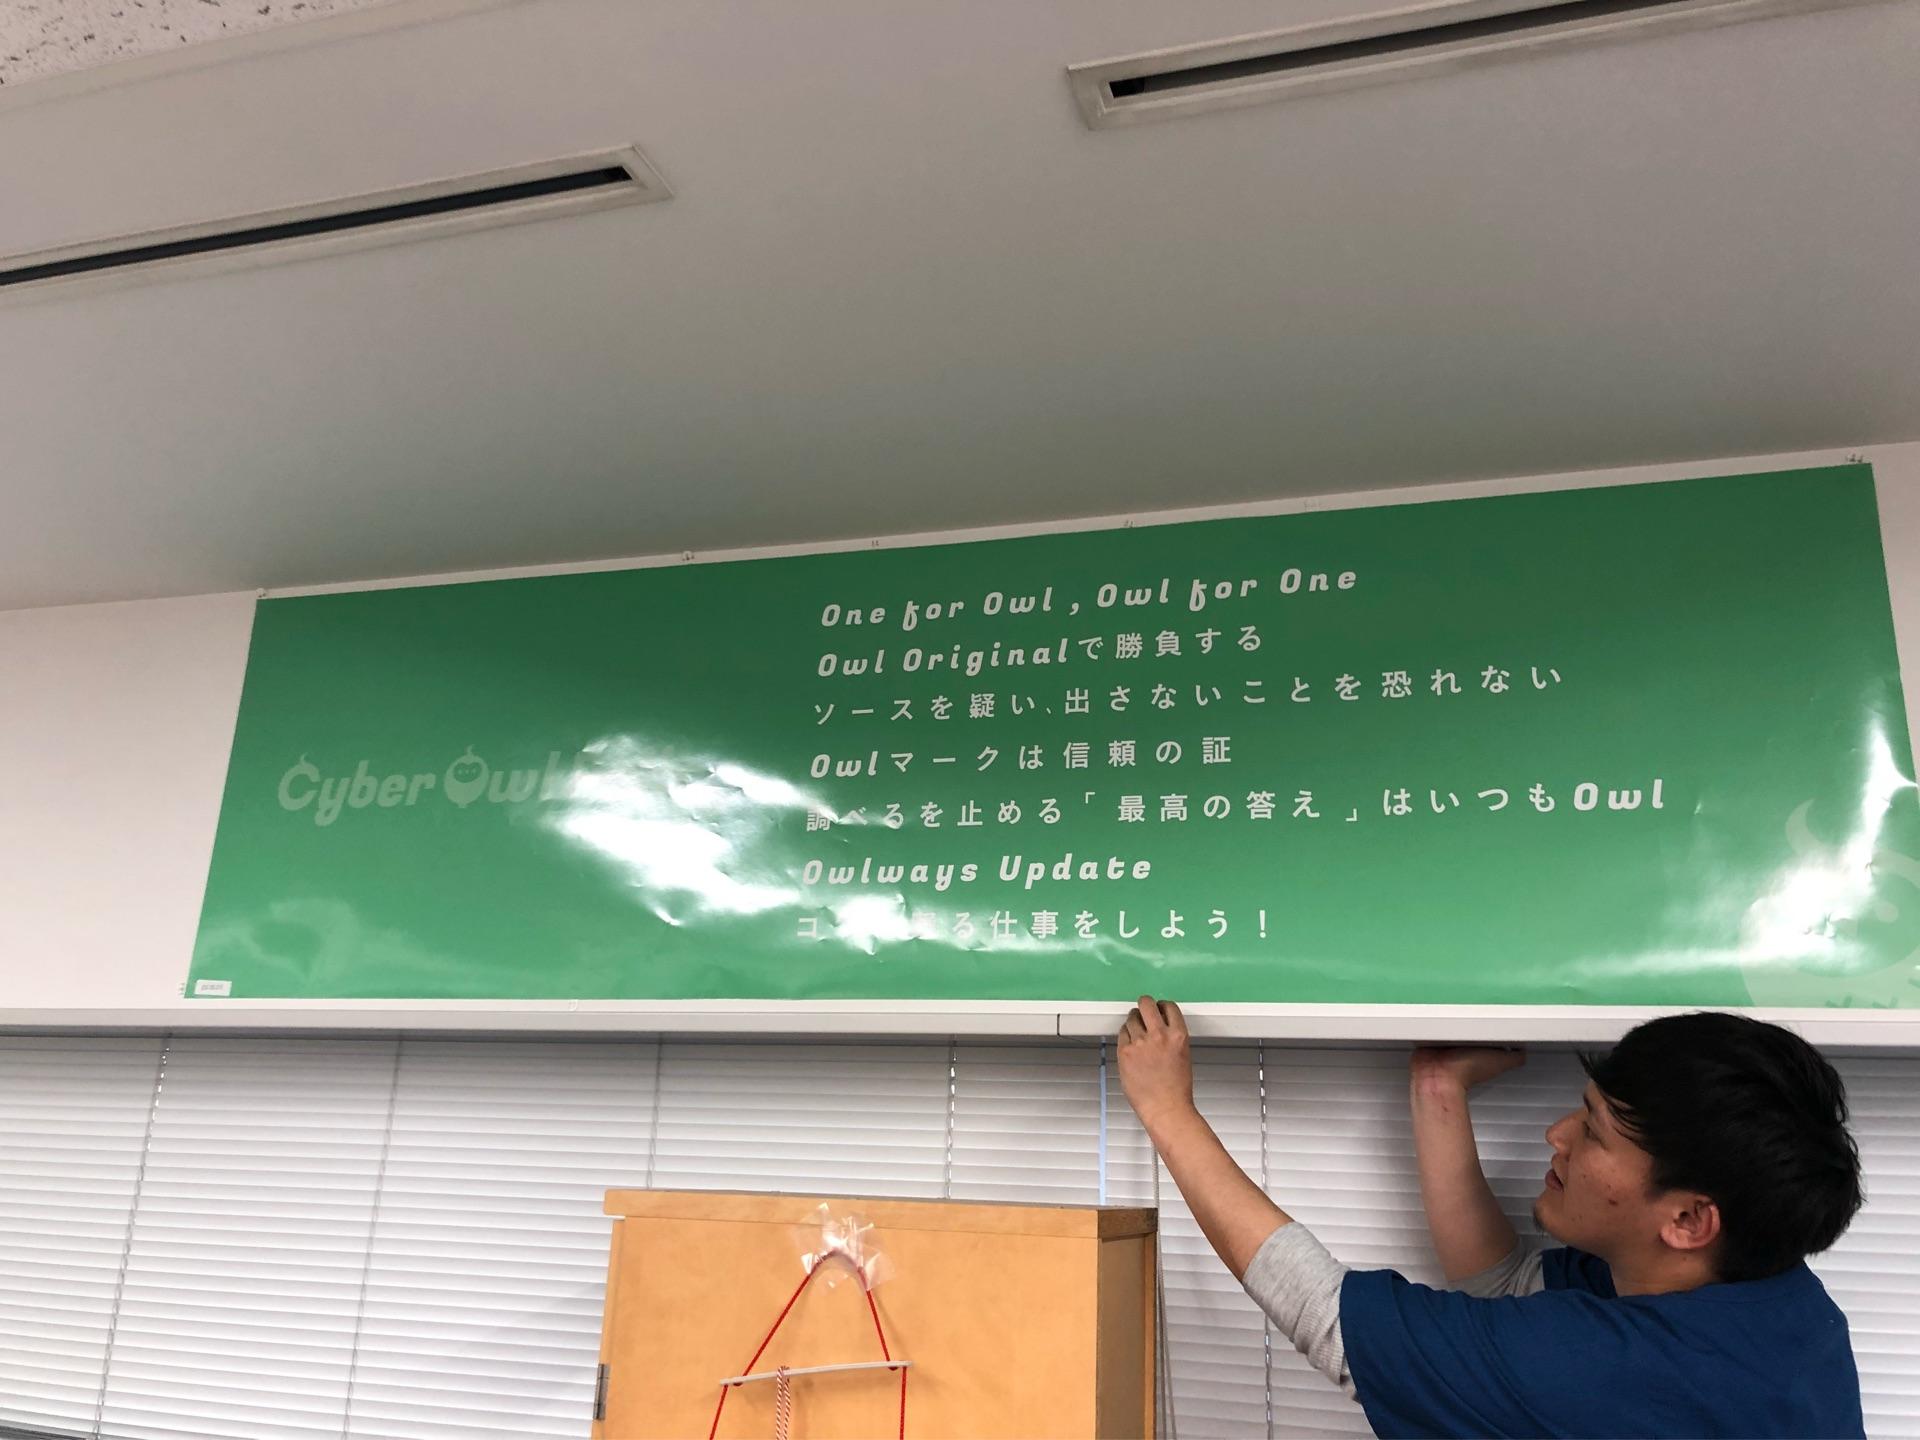 Cyber Owl
One for Owl , Owl for One
Owl Originalで勝負する
ソースを疑い、出さないことを恐れない
Owlマークは信頼の証
調べるを止める「最高の答え」はいつもOwl
Owlways Update
る仕事をしよう！